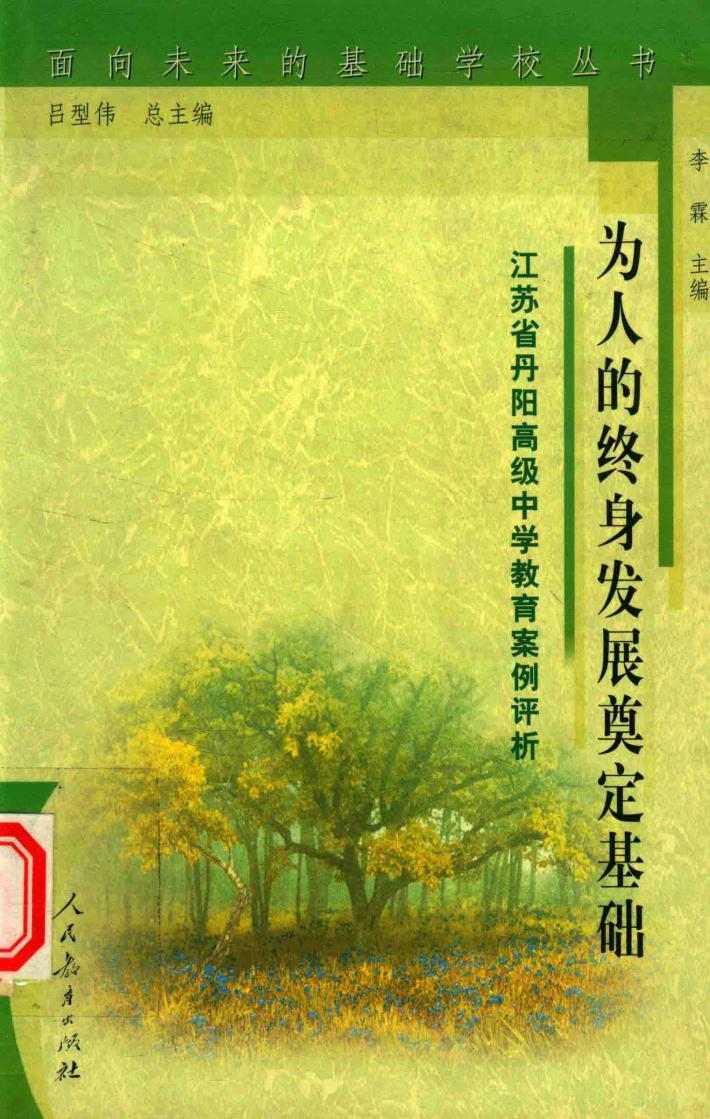 面向未来的基础学校丛书
吕型伟 总主编
李霖 主编
为人的终身发展奠定基础
江苏省丹阳高级中学教育案例评析
人民教育出版社